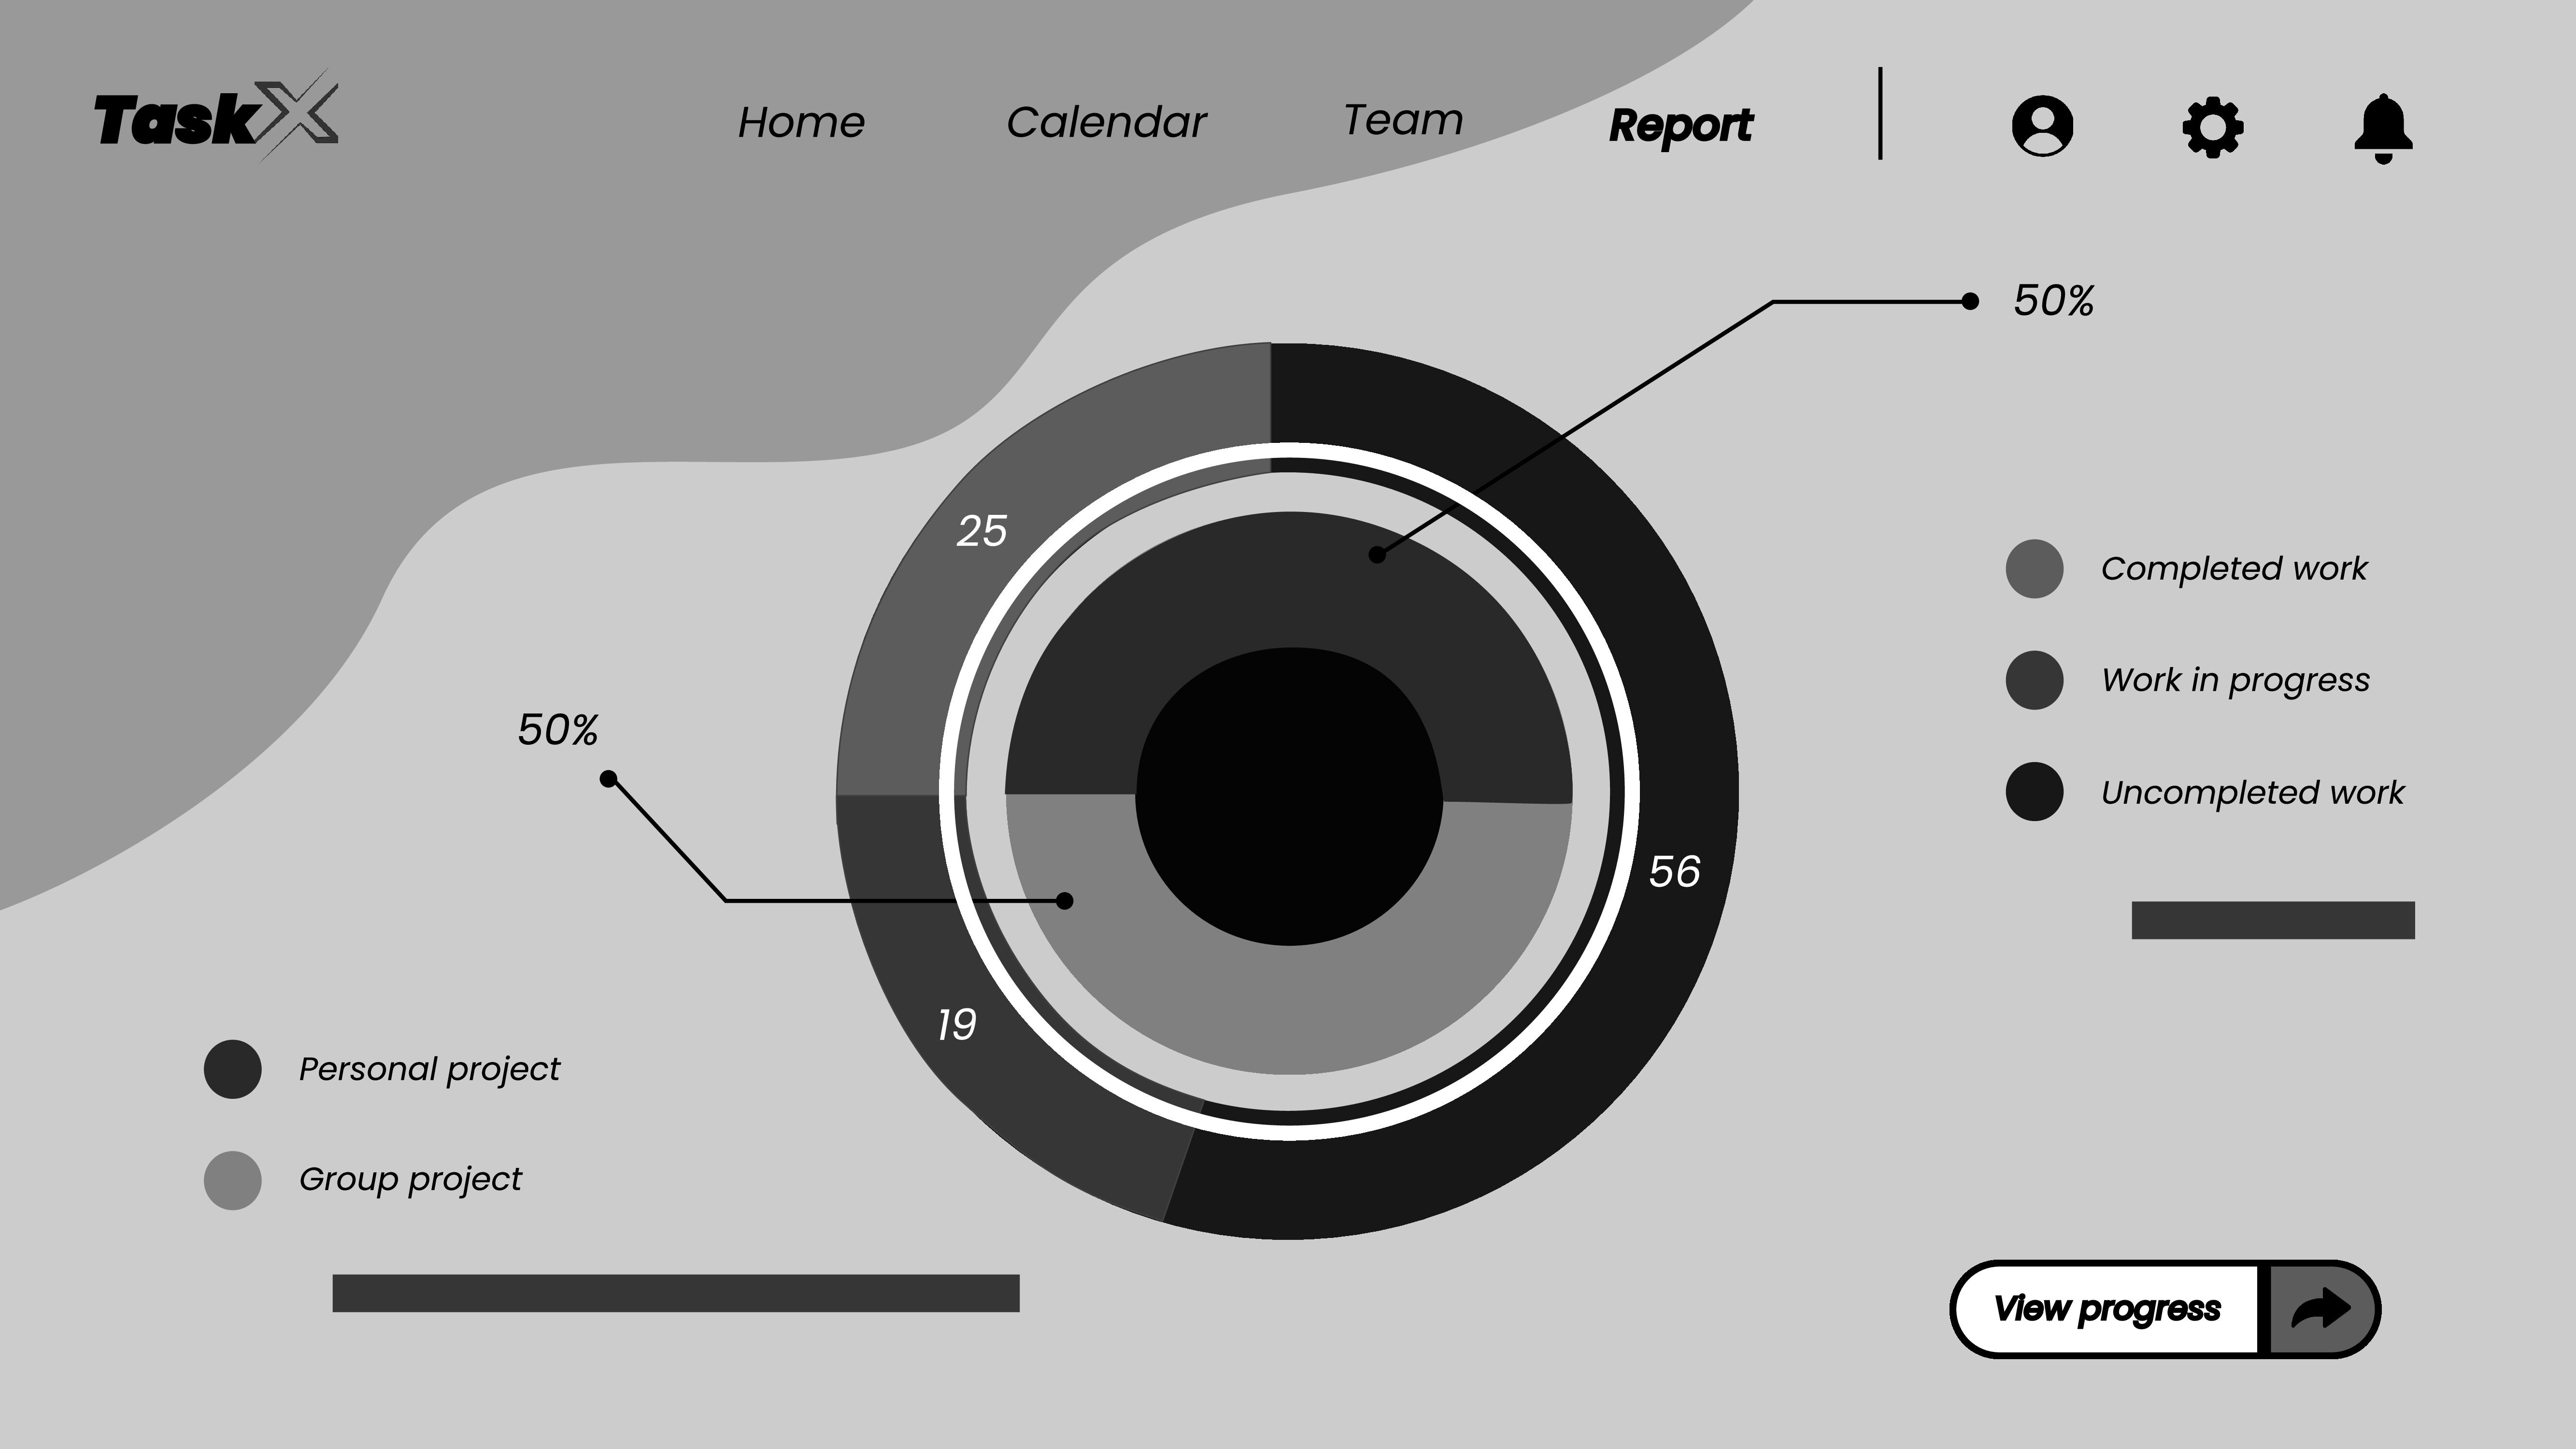 TaskX
Home
Calendar
Team
Report
50%
25
Completed work
Work in progress
50%
Uncompleted work
56
19
Personal project
Group project
View progress